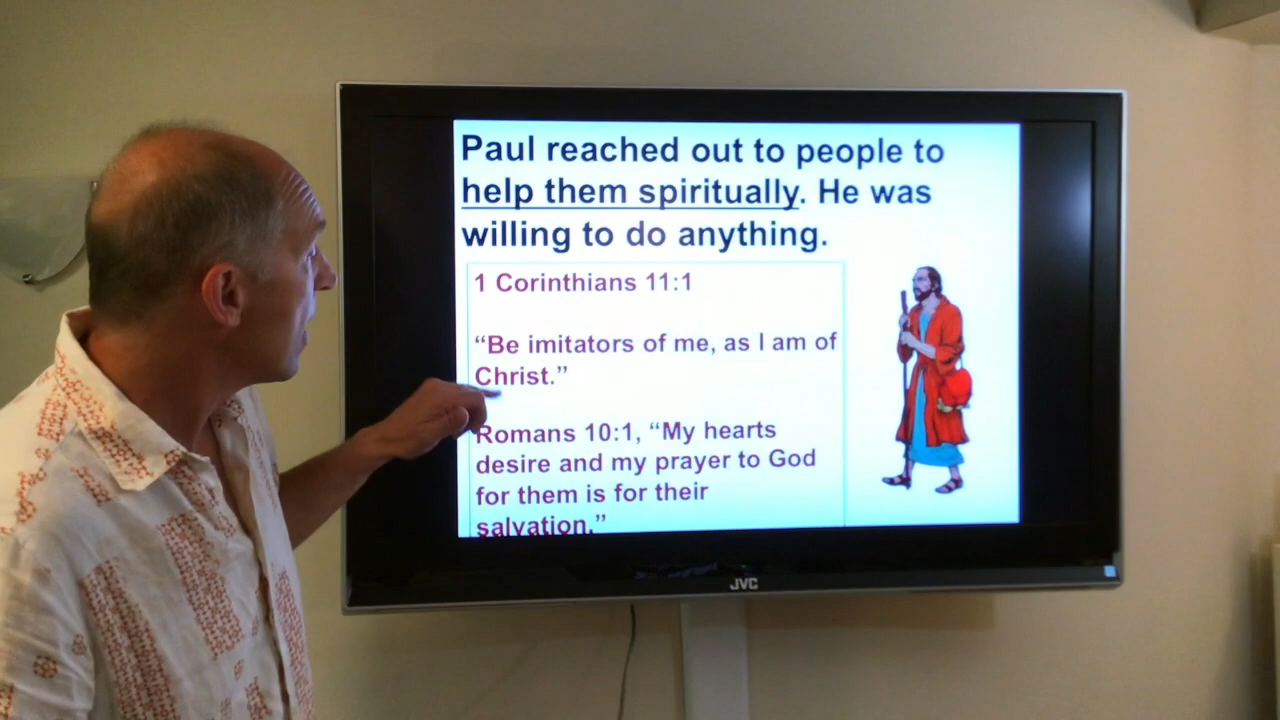 Paul reached out to people to
help them spiritually. He was
willing to do anything.
1 Corinthians 11:1
“Be imitators of me, as I am of
Christ.”
Romans 10:1, “My hearts
desire and my prayer to God
for them is for their
salvation.”
JVC